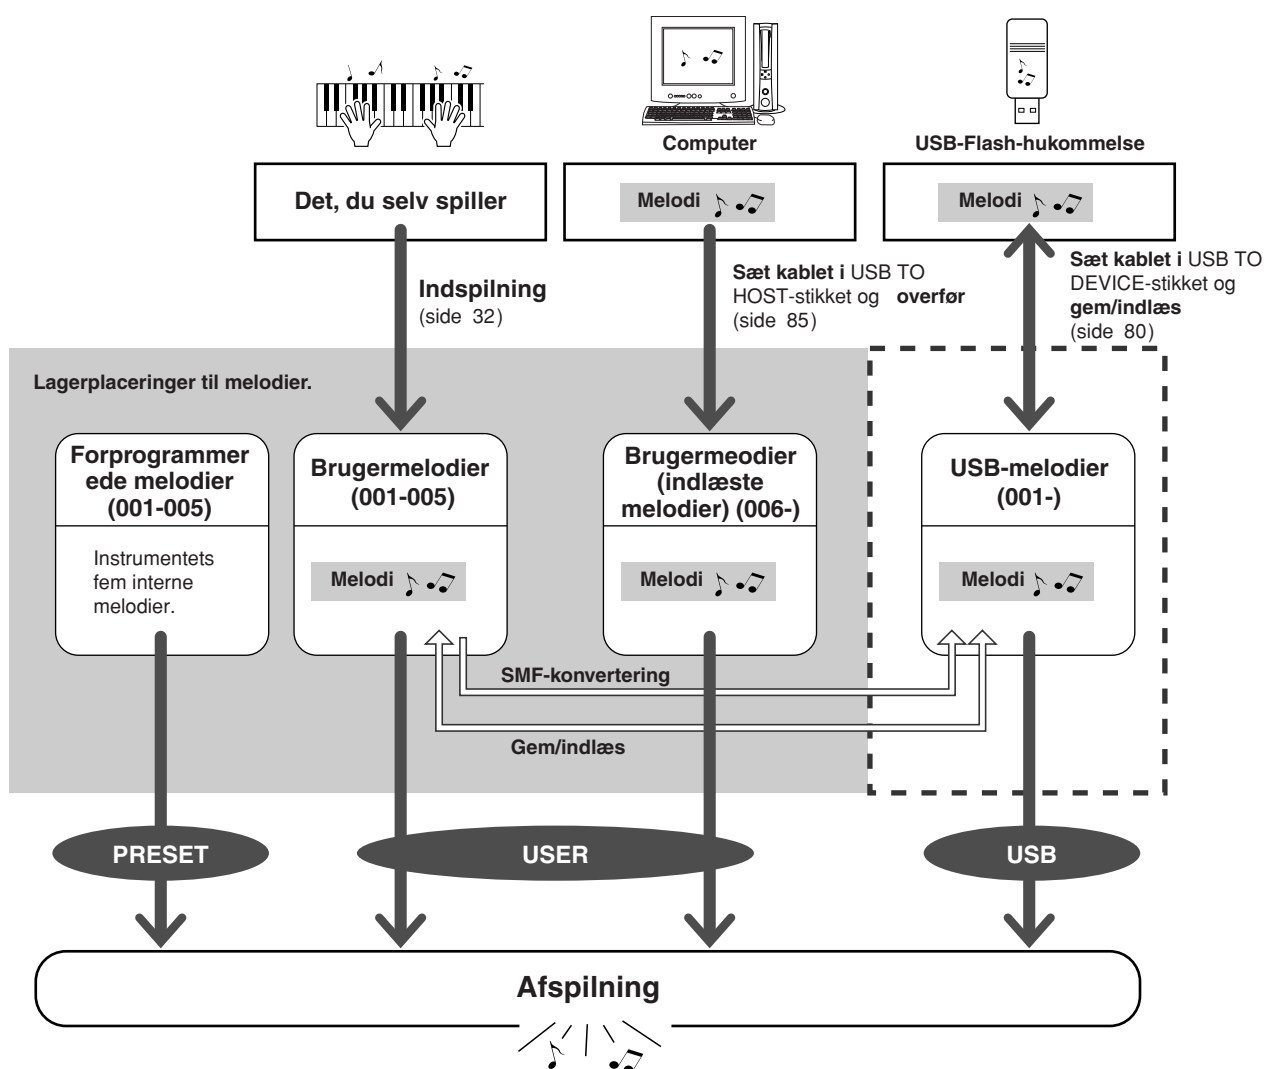 Computer
USB-Flash-hukommelse
Det, du selv spiller
Melodi
Melodi
Indspilning
(side 32)
Sæt kablet i USB TO
HOST-stikket og overfør
(side 85)
Sæt kablet i USB TO
DEVICE-stikket og
gem/indlæs
(side 80)
Lagerplaceringer til melodier.
Forprogrammer
ede melodier
(001-005)
Instrumentets
fem interne
melodier.
Brugermelodier
(001-005)
Melodi
Brugermeodier
(indlæste
melodier) (006-)
Melodi
USB-melodier
(001-)
Melodi
SMF-konvertering
Gem/indlæs
PRESET
USER
USB
Afspilning